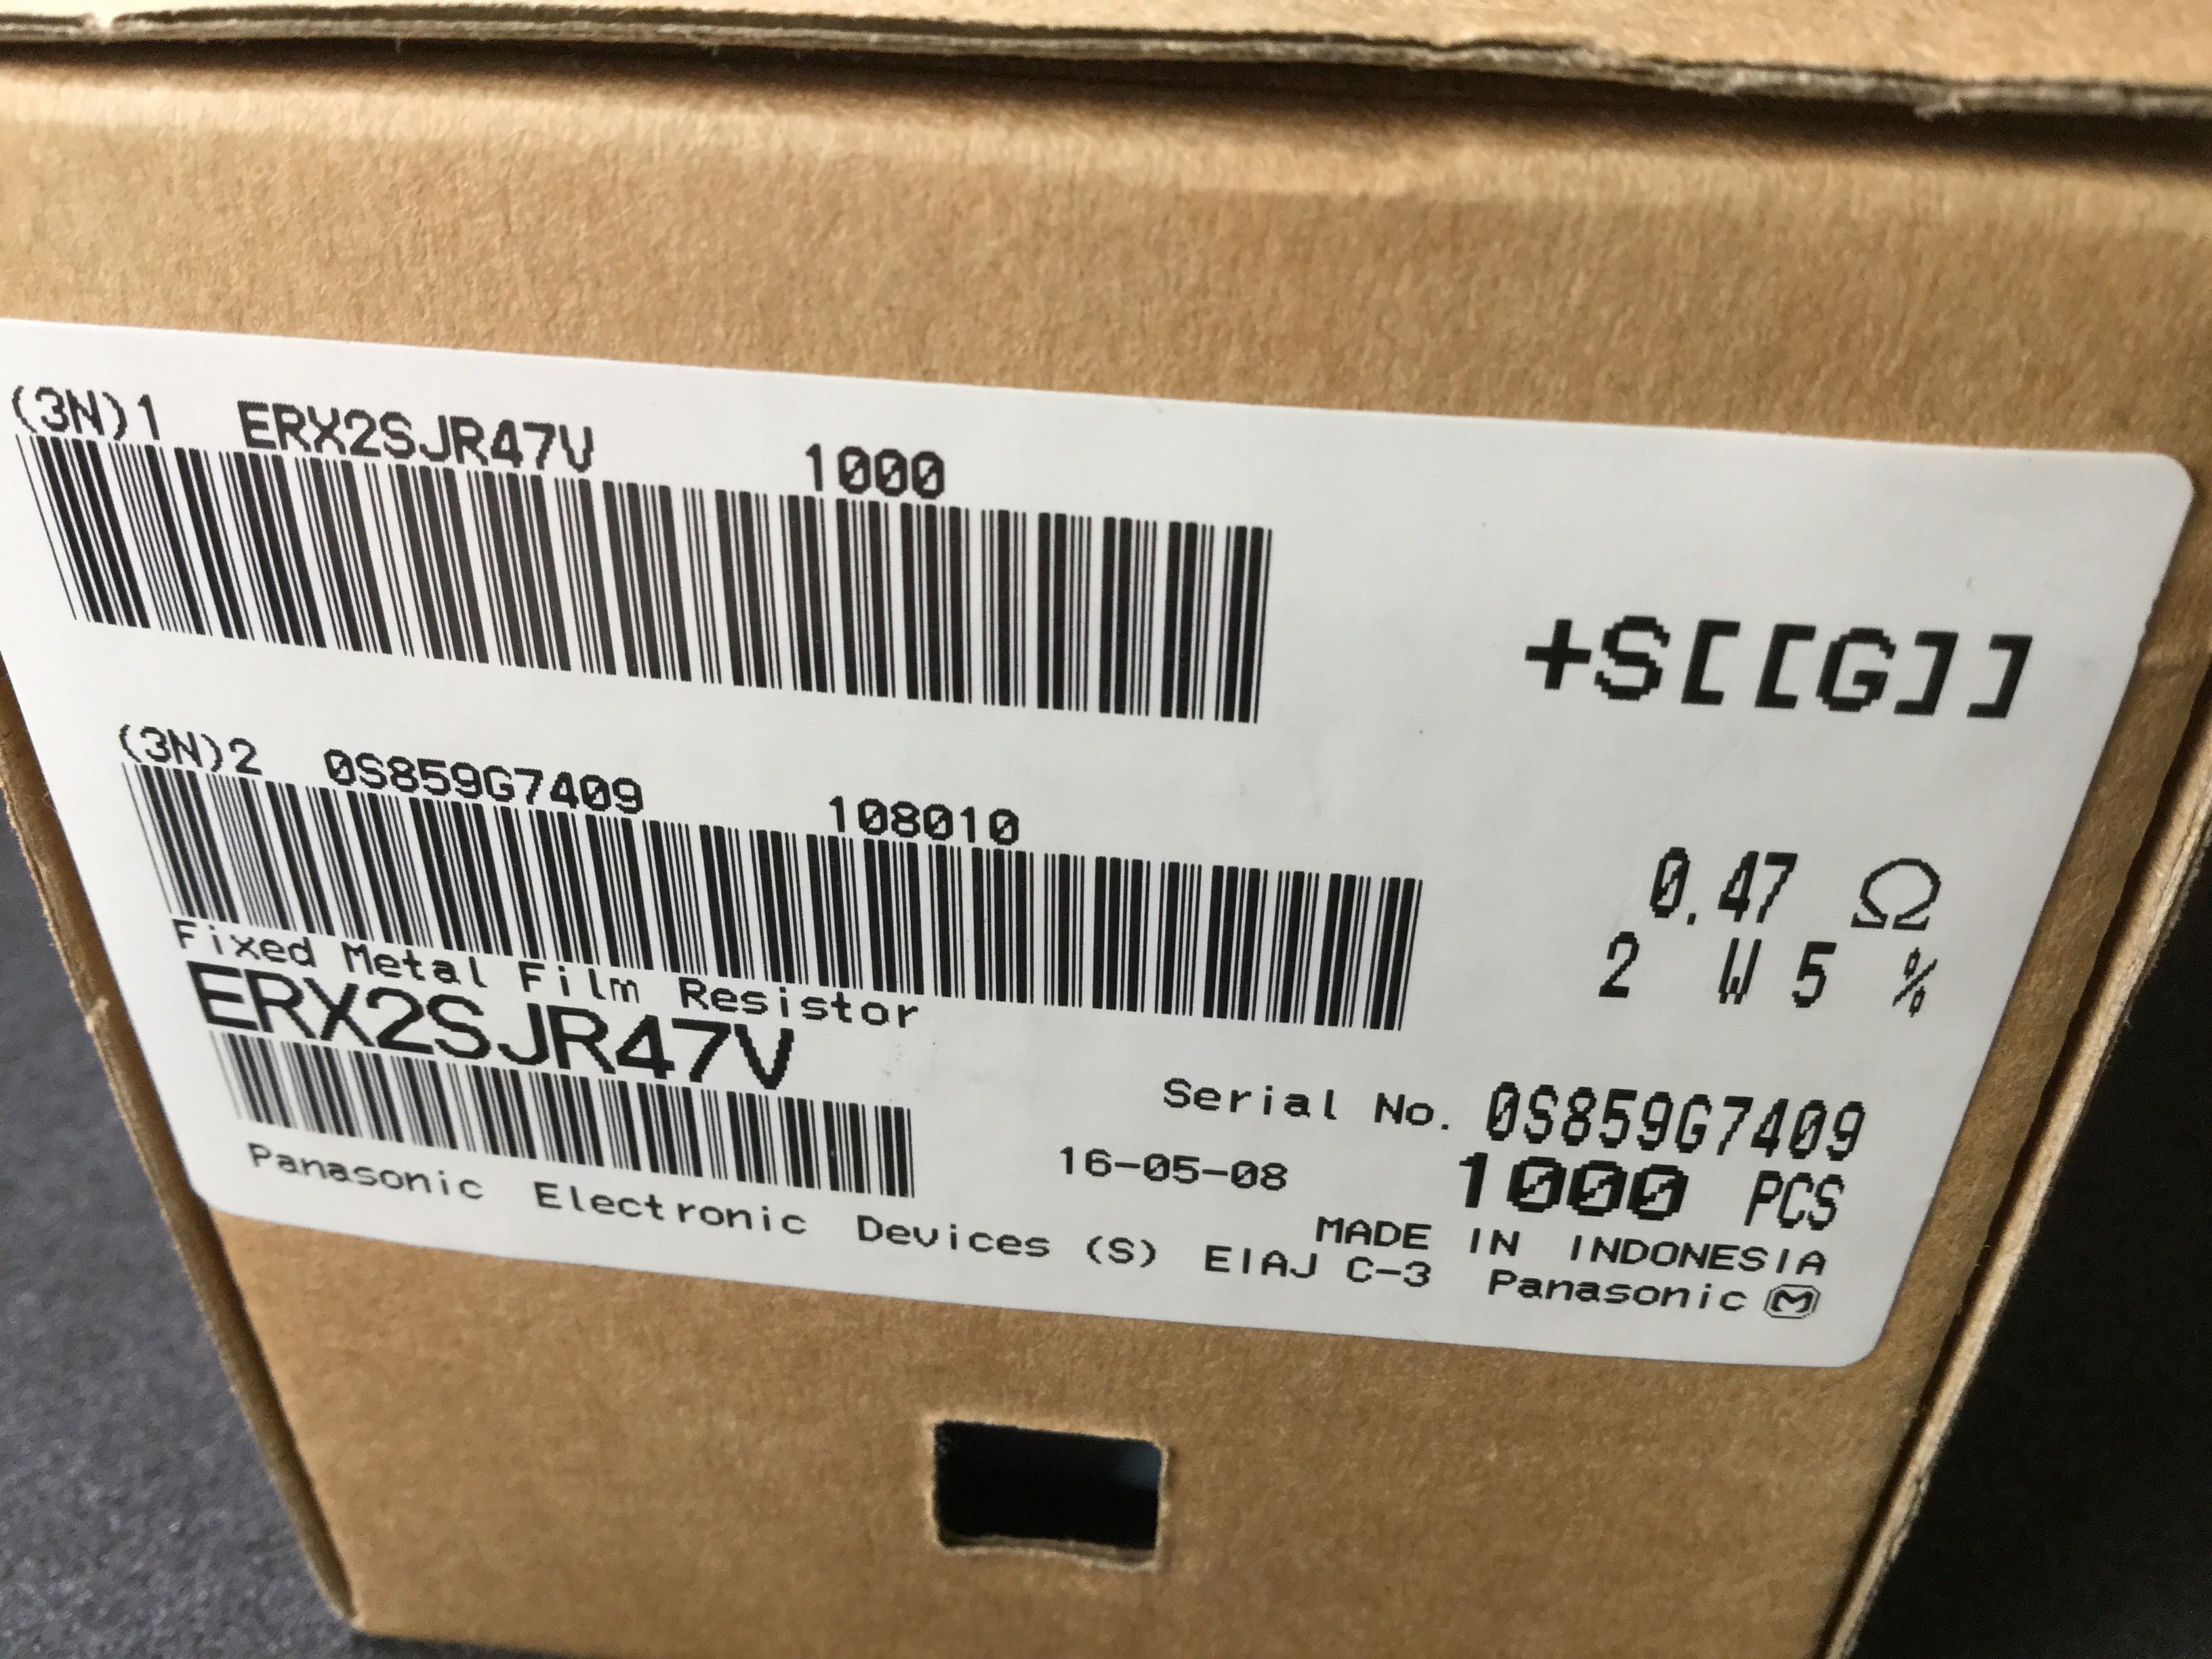 (3N)1 ERX2SJR47V 1000
+S[[G]]
(3N)2 0S859G7409 108010
0.47 Ω
2 W 5 %
Fixed Metal Film Resistor
ERX2SJR47V
Serial No. 0S859G7409
16-05-08 1000 PCS
MADE IN INDONESIA
Panasonic Electronic Devices (S) EIAJ C-3 Panasonic M